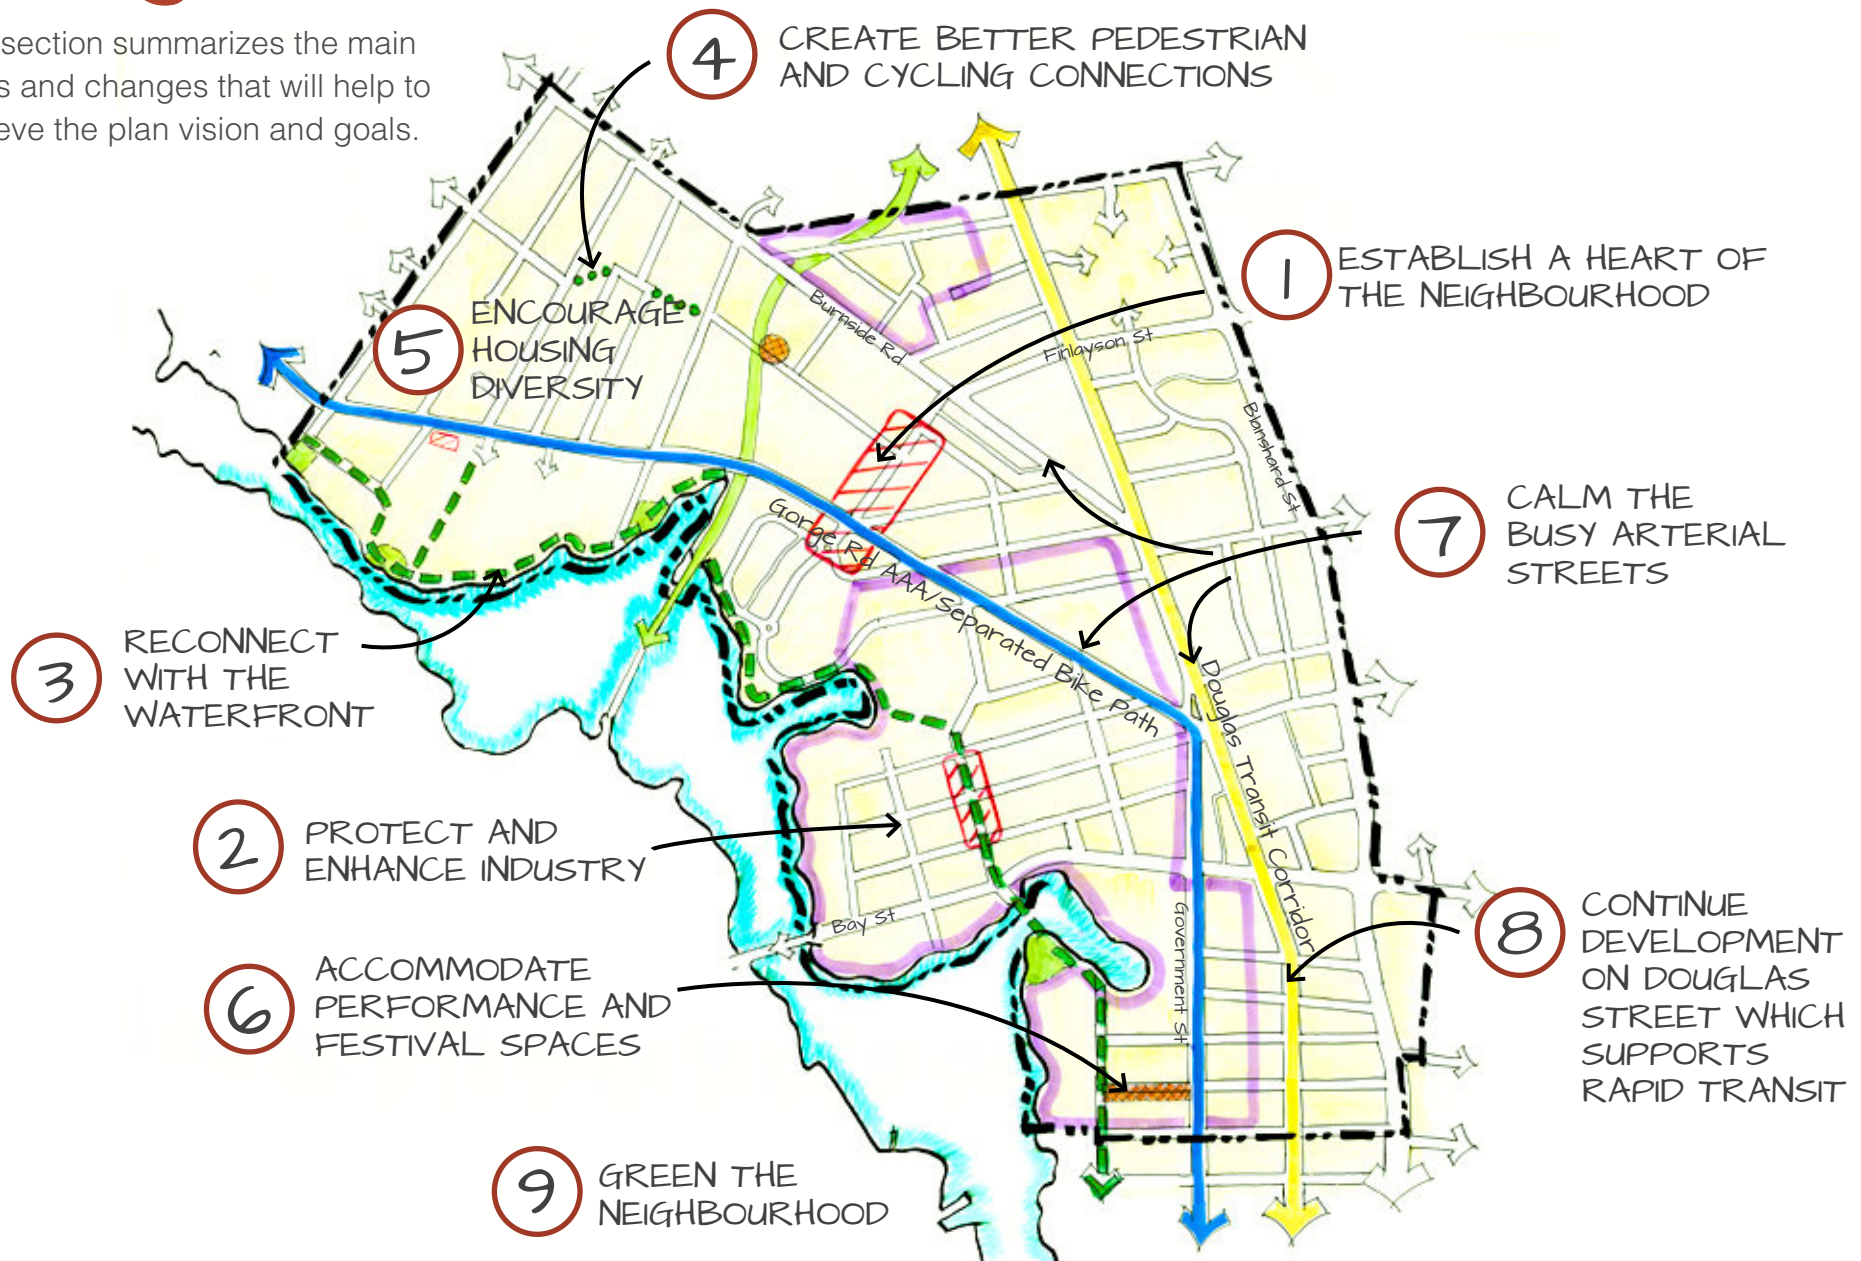 section summarizes the main
and changes that will help to
the plan vision and goals.
4 CREATE BETTER PEDESTRIAN
AND CYCLING CONNECTIONS
1 ESTABLISH A HEART OF
THE NEIGHBOURHOOD
5 ENCOURAGE
HOUSING
DIVERSITY
Burnside Rd
Finlayson St
Blanshard St
7 CALM THE
BUSY ARTERIAL
STREETS
Gorge Rd AAA/Separated Bike Path
3 RECONNECT
WITH THE
WATERFRONT
Douglas Transit Corridor
2 PROTECT AND
ENHANCE INDUSTRY
Bay St
Government St
8 CONTINUE
DEVELOPMENT
ON DOUGLAS
STREET WHICH
SUPPORTS
RAPID TRANSIT
6 ACCOMMODATE
PERFORMANCE AND
FESTIVAL SPACES
9 GREEN THE
NEIGHBOURHOOD